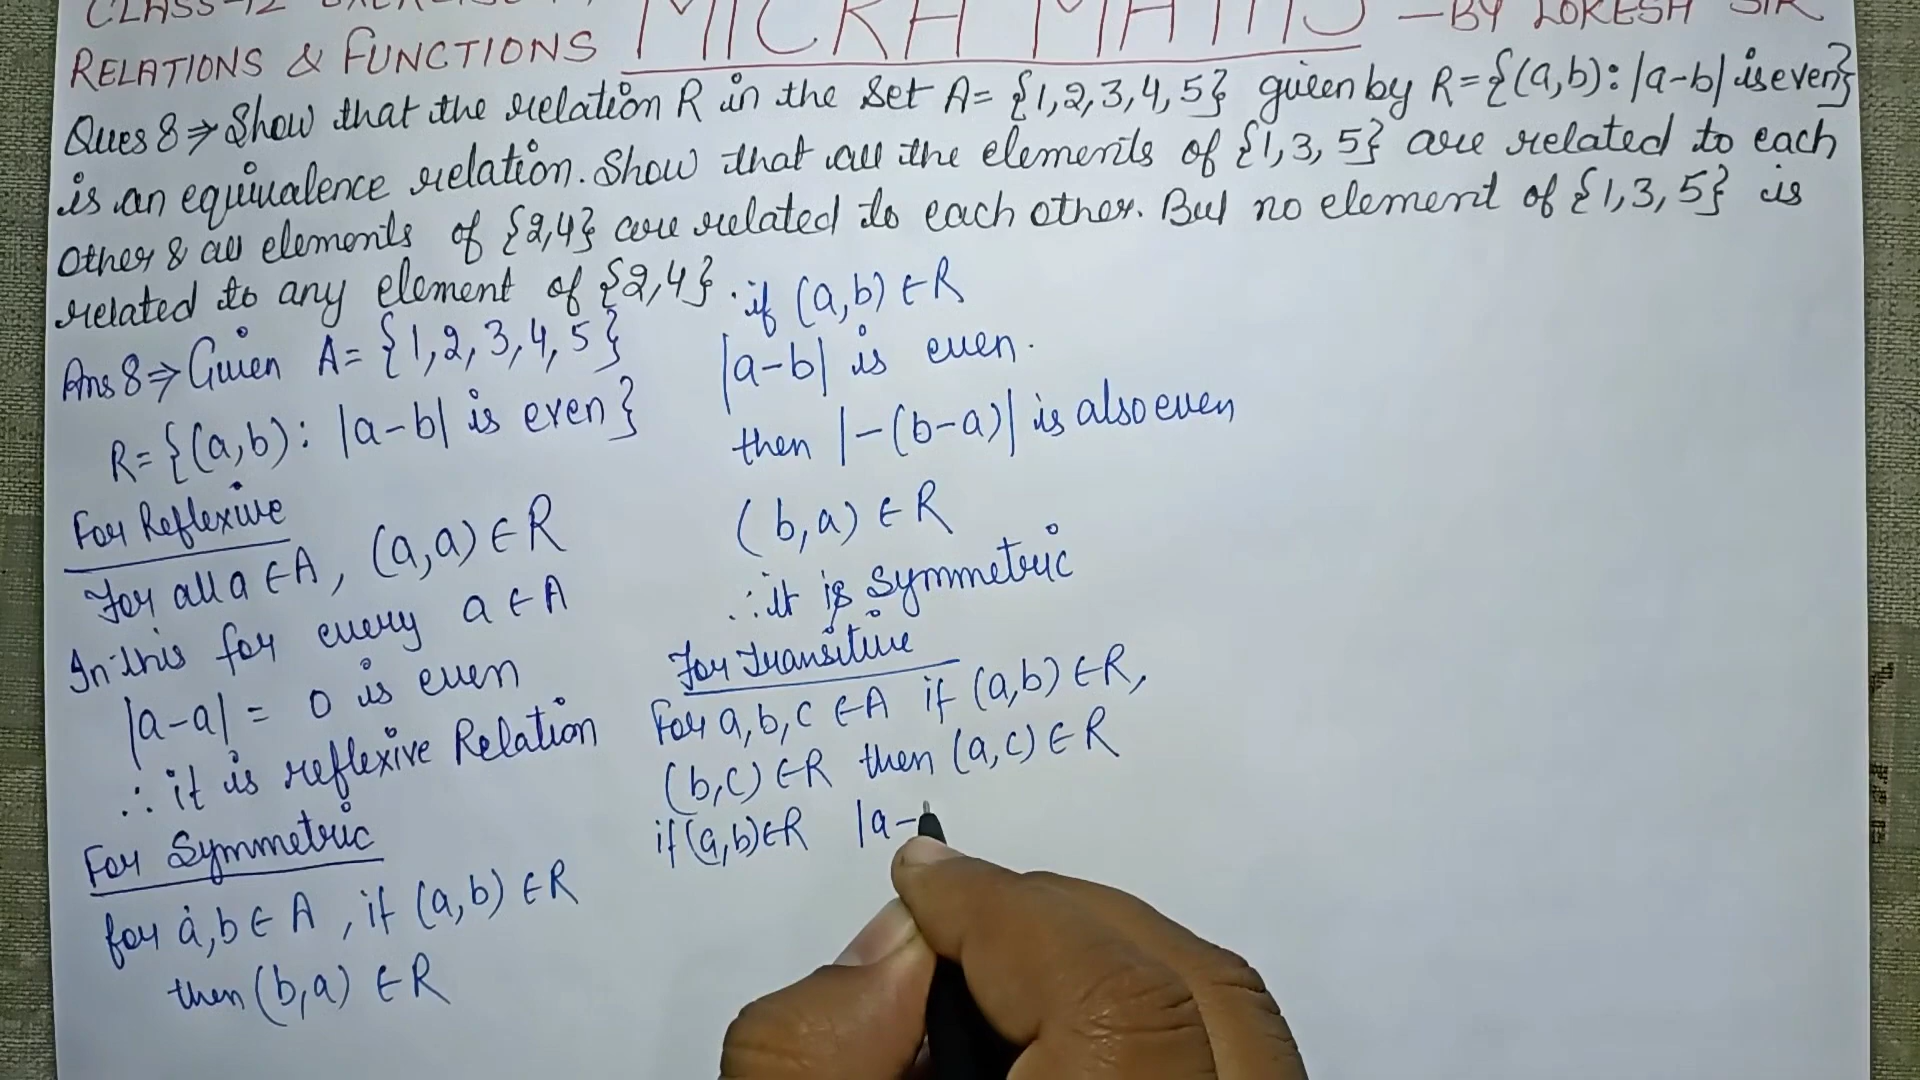 RELATIONS & FUNCTIONS MICRA MATHS - BY LOKESH SIR
Ques 8 ⇒ Show that the relation R in the set A = {1,2,3,4,5} given by R = {(a,b): |a-b| is even}
is an equivalence relation. Show that all the elements of {1,3,5} are related to each
other & all elements of {2,4} are related to each other. But no element of {1,3,5} is
related to any element of {2,4}.
Ans 8 ⇒ Given A = {1,2,3,4,5}
R = {(a,b): |a-b| is even}
For Reflexive
For all a ∈ A, (a,a) ∈ R
In this for every a ∈ A
|a-a| = 0 is even
∴ it is reflexive Relation
For Symmetric
for a,b ∈ A, if (a,b) ∈ R
then (b,a) ∈ R
if (a,b) ∈ R
|a-b| is even.
then |-(b-a)| is also even
(b,a) ∈ R
∴ it is Symmetric
For Transitive
For a,b,c ∈ A if (a,b) ∈ R,
(b,c) ∈ R then (a,c) ∈ R
if (a,b) ∈ R |a-